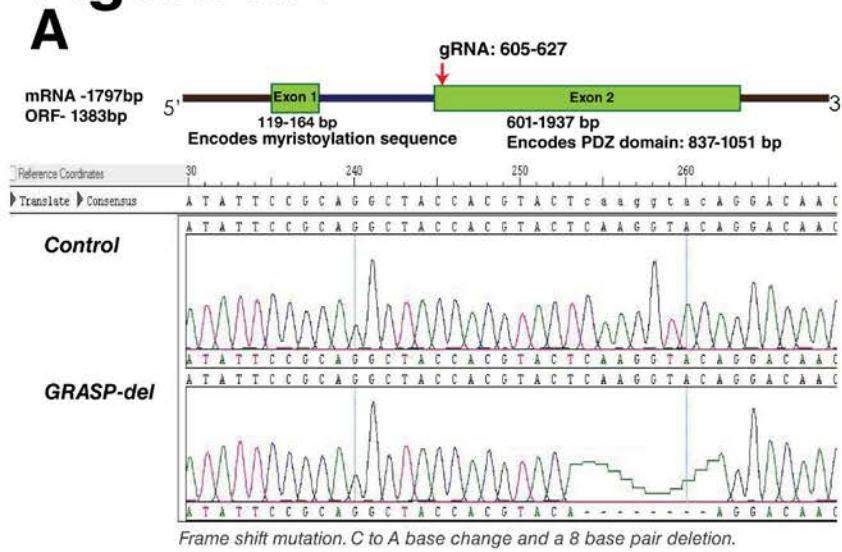 A
gRNA: 605-627
mRNA -1797bp
ORF- 1383bp
5' Exon 1 Exon 2 3
119-164 bp 601-1937 bp
Encodes myristoylation sequence Encodes PDZ domain: 837-1051 bp
Reference Coordinates 30 240 250 260
Translate Consensus A T A T T C C G C A G G C T A C C A C G T A C T c a a g g t a c A G G A C A A C
A T A T T C C G C A G G C T A C C A C G T A C T C A A G G T A C A G G A C A A C
Control
A T A T T C C G C A G G C T A C C A C G T A C T C A A G G T A C A G G A C A A C
A T A T T C C G C A G G C T A C C A C G T A C T C A A G G T A C A G G A C A A C
GRASP-del
A T A T T C C G C A G G C T A C C A C G T A C A - - - - - - - - A G G A C A A C
Frame shift mutation. C to A base change and a 8 base pair deletion.